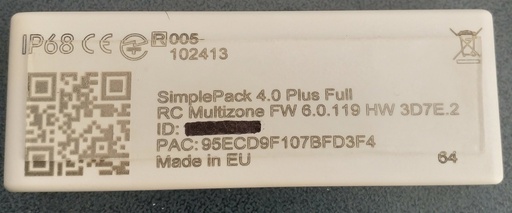 IP68 CE R 005-
102413
SimplePack 4.0 Plus Full
RC Multizone FW 6.0.119 HW 3D7E.2
ID:
PAC: 95ECD9F107BFD3F4
Made in EU
64